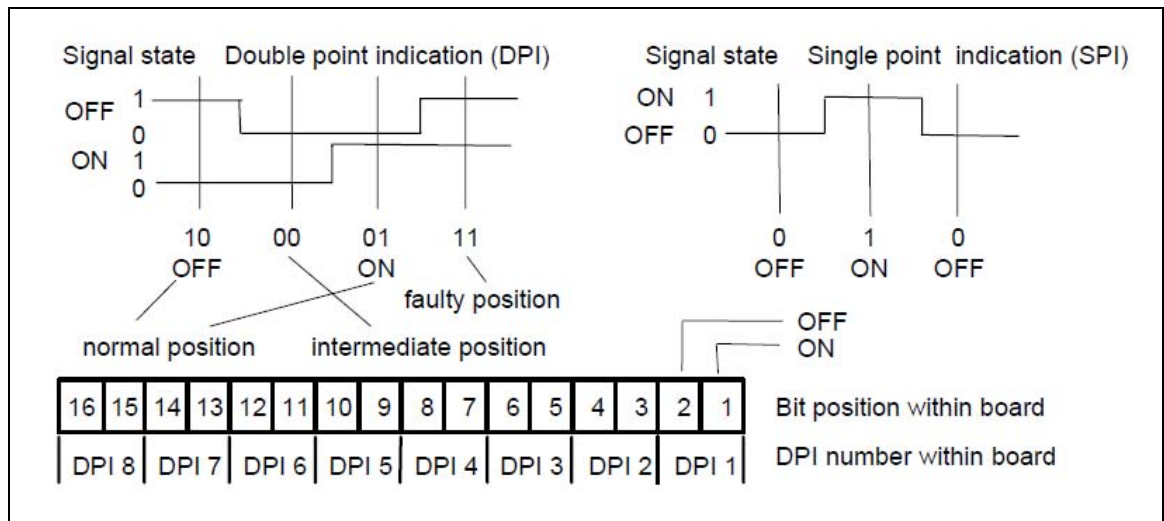 Signal state Double point indication (DPI)
OFF 1
0
ON 1
0
10 00 01 11
OFF ON
faulty position
normal position intermediate position
Signal state Single point indication (SPI)
ON 1
OFF 0
0 1 0
OFF ON OFF
OFF
ON
16 15 14 13 12 11 10 9 8 7 6 5 4 3 2 1 Bit position within board
DPI 8 DPI 7 DPI 6 DPI 5 DPI 4 DPI 3 DPI 2 DPI 1 DPI number within board